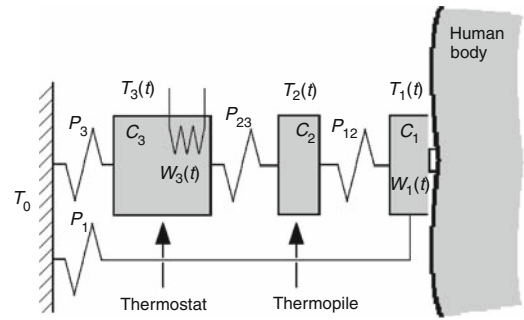 Human
body
T3(t)
T2(t)
T1(t)
P3
C3
P23
C2
P12
C1
W3(t)
W1(t)
T0
P1
Thermostat
Thermopile